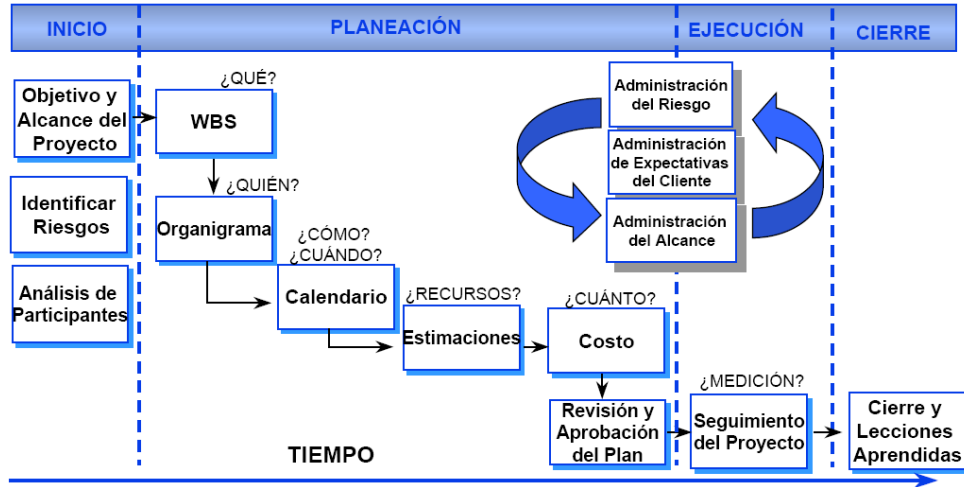 INICIO
PLANEACIÓN
EJECUCIÓN
CIERRE
Objetivo y
Alcance del
Proyecto
Identificar
Riesgos
Análisis de
Participantes
¿QUÉ?
WBS
¿QUIÉN?
Organigrama
¿CÓMO?
¿CUÁNDO?
Calendario
¿RECURSOS?
Estimaciones
¿CUÁNTO?
Costo
Revisión y
Aprobación
del Plan
Administración
del Riesgo
Administración
de Expectativas
del Cliente
Administración
del Alcance
¿MEDICIÓN?
Seguimiento
del Proyecto
Cierre y
Lecciones
Aprendidas
TIEMPO